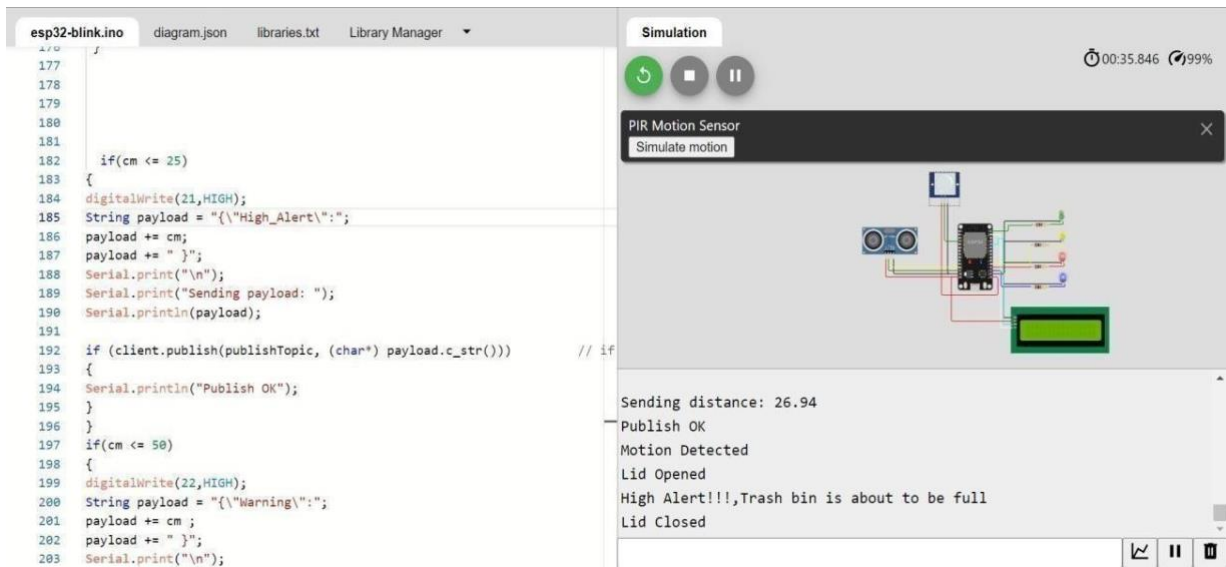 esp32-blink.ino diagram.json libraries.txt Library Manager
176 }
177
178
179
180
181
182 if(cm <= 25)
183 {
184 digitalWrite(21,HIGH);
185 String payload = "{\"High_Alert\":";
186 payload += cm;
187 payload += " }";
188 Serial.print("\n");
189 Serial.print("Sending payload: ");
190 Serial.println(payload);
191
192 if (client.publish(publishTopic, (char*) payload.c_str())) // if
193 {
194 Serial.println("Publish OK");
195 }
196 }
197 if(cm <= 50)
198 {
199 digitalWrite(22,HIGH);
200 String payload = "{\"Warning\":";
201 payload += cm ;
202 payload += " }";
203 Serial.print("\n");
Simulation
00:35.846 99%
PIR Motion Sensor
Simulate motion
Sending distance: 26.94
Publish OK
Motion Detected
Lid Opened
High Alert!!!,Trash bin is about to be full
Lid Closed